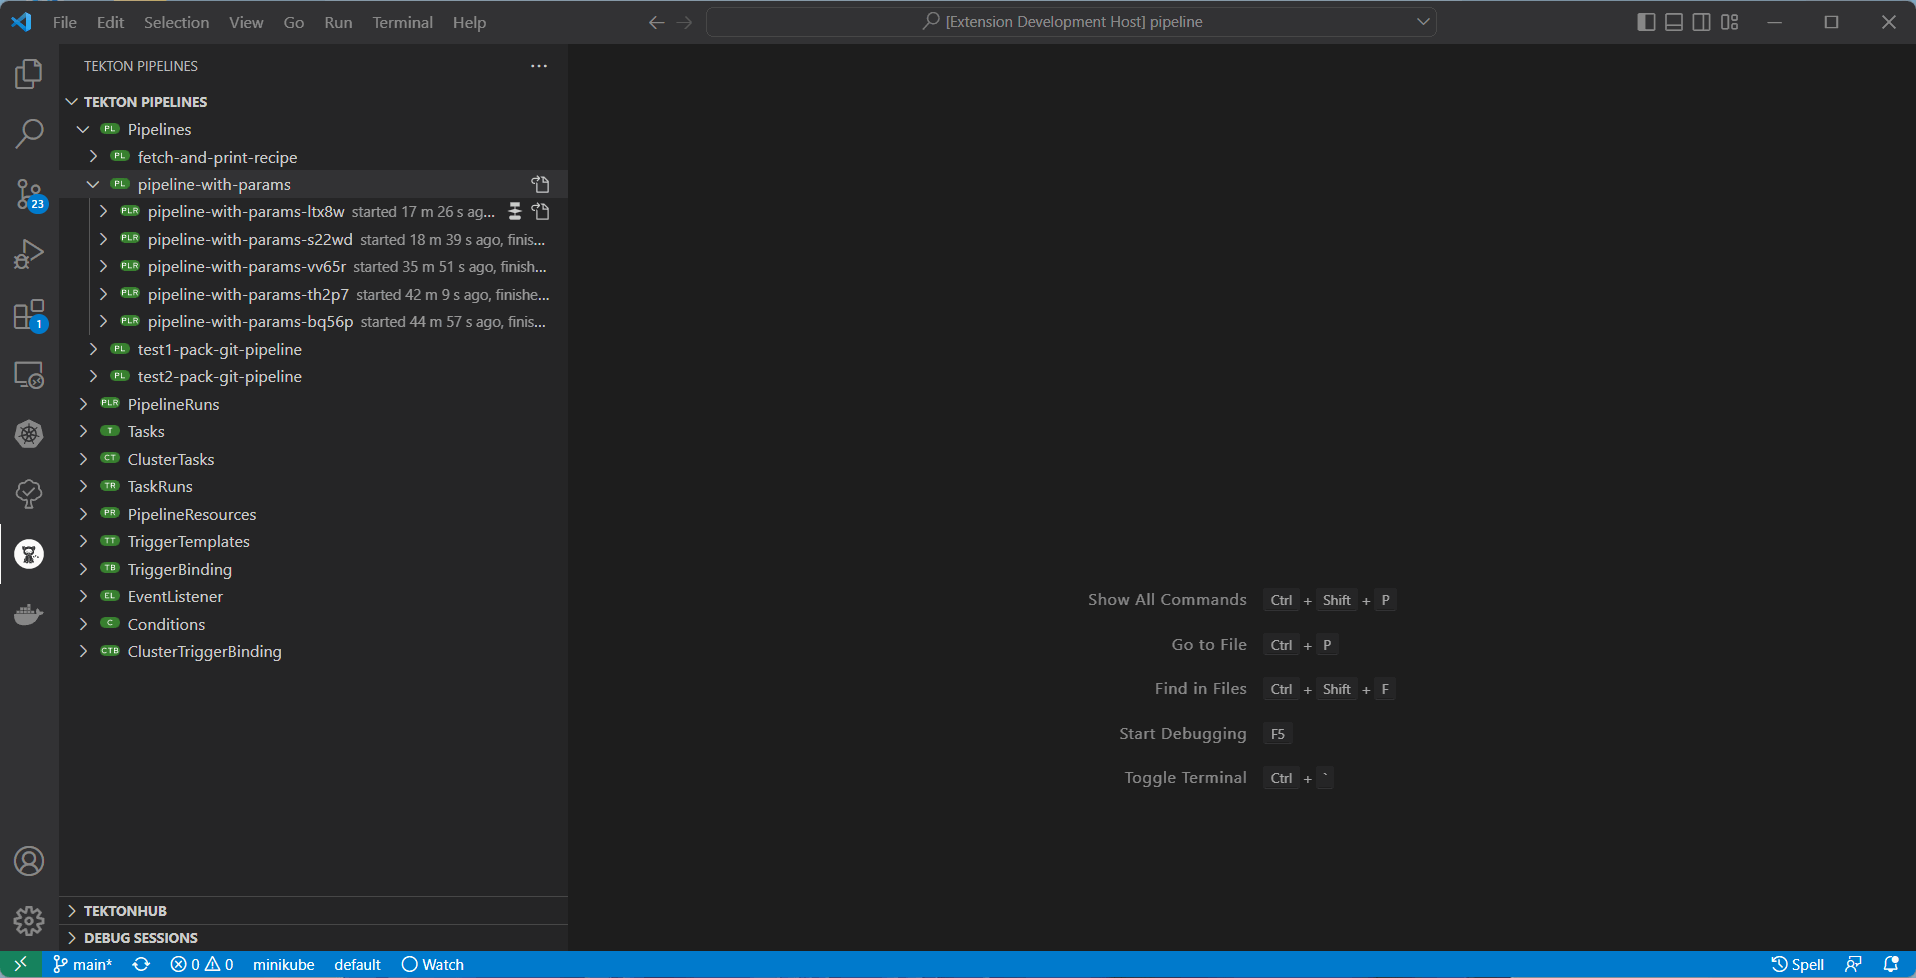 File Edit Selection View Go Run Terminal Help [Extension Development Host] pipeline
TEKTON PIPELINES
TEKTON PIPELINES
PL Pipelines
PL fetch-and-print-recipe
PL pipeline-with-params
PLR pipeline-with-params-ltx8w started 17 m 26 s ag...
PLR pipeline-with-params-s22wd started 18 m 39 s ago, finis...
PLR pipeline-with-params-vv65r started 35 m 51 s ago, finish...
PLR pipeline-with-params-th2p7 started 42 m 9 s ago, finishe...
PLR pipeline-with-params-bq56p started 44 m 57 s ago, finis...
PL test1-pack-git-pipeline
PL test2-pack-git-pipeline
PLR PipelineRuns
T Tasks
CT ClusterTasks
TR TaskRuns
PR PipelineResources
TT TriggerTemplates
TB TriggerBinding
EL EventListener
C Conditions
CTB ClusterTriggerBinding
23
1
Show All Commands Ctrl + Shift + P
Go to File Ctrl + P
Find in Files Ctrl + Shift + F
Start Debugging F5
Toggle Terminal Ctrl + `
TEKTONHUB
DEBUG SESSIONS
main* 0 0 minikube default Watch Spell